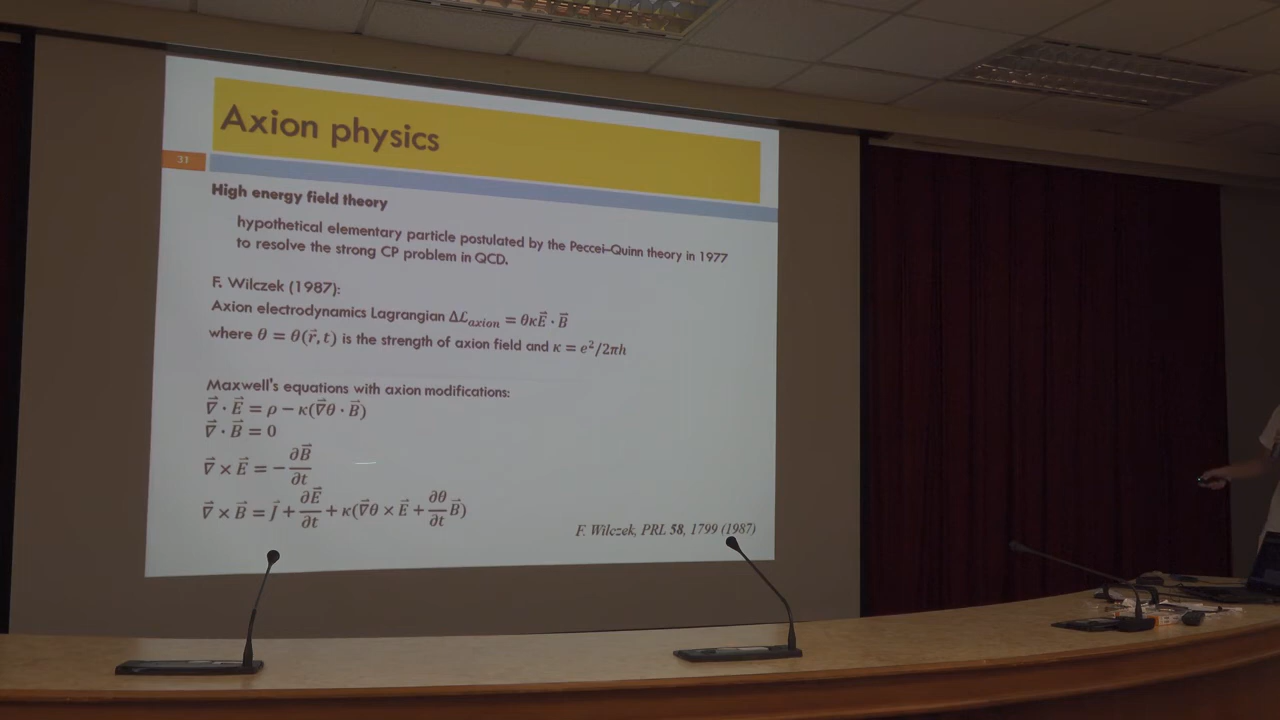 Axion physics
31
High energy field theory
hypothetical elementary particle postulated by the Peccei–Quinn theory in 1977
to resolve the strong CP problem in QCD.
F. Wilczek (1987):
Axion electrodynamics Lagrangian Δℒ_axion = θκE⃗ · B⃗
where θ = θ(r⃗, t) is the strength of axion field and κ = e²/2πh
Maxwell's equations with axion modifications:
∇⃗ · E⃗ = ρ − κ(∇⃗θ · B⃗)
∇⃗ · B⃗ = 0
∇⃗ × E⃗ = −∂B⃗/∂t
∇⃗ × B⃗ = j⃗ + ∂E⃗/∂t + κ(∇⃗θ × E⃗ + ∂θ/∂t B⃗)
F. Wilczek, PRL 58, 1799 (1987)